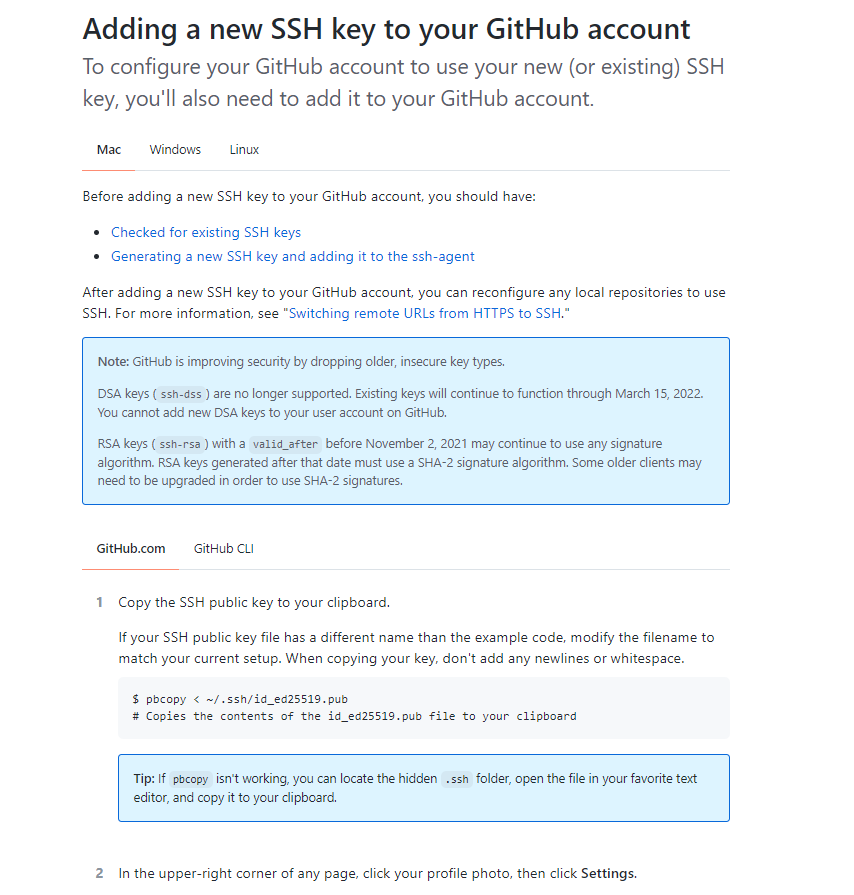 Adding a new SSH key to your GitHub account
To configure your GitHub account to use your new (or existing) SSH
key, you'll also need to add it to your GitHub account.
Mac Windows Linux
Before adding a new SSH key to your GitHub account, you should have:
• Checked for existing SSH keys
• Generating a new SSH key and adding it to the ssh-agent
After adding a new SSH key to your GitHub account, you can reconfigure any local repositories to use
SSH. For more information, see "Switching remote URLs from HTTPS to SSH."
Note: GitHub is improving security by dropping older, insecure key types.
DSA keys ( ssh-dss ) are no longer supported. Existing keys will continue to function through March 15, 2022.
You cannot add new DSA keys to your user account on GitHub.
RSA keys ( ssh-rsa ) with a valid_after before November 2, 2021 may continue to use any signature
algorithm. RSA keys generated after that date must use a SHA-2 signature algorithm. Some older clients may
need to be upgraded in order to use SHA-2 signatures.
GitHub.com GitHub CLI
1 Copy the SSH public key to your clipboard.
If your SSH public key file has a different name than the example code, modify the filename to
match your current setup. When copying your key, don't add any newlines or whitespace.
$ pbcopy < ~/.ssh/id_ed25519.pub
# Copies the contents of the id_ed25519.pub file to your clipboard
Tip: If pbcopy isn't working, you can locate the hidden .ssh folder, open the file in your favorite text
editor, and copy it to your clipboard.
2 In the upper-right corner of any page, click your profile photo, then click Settings.